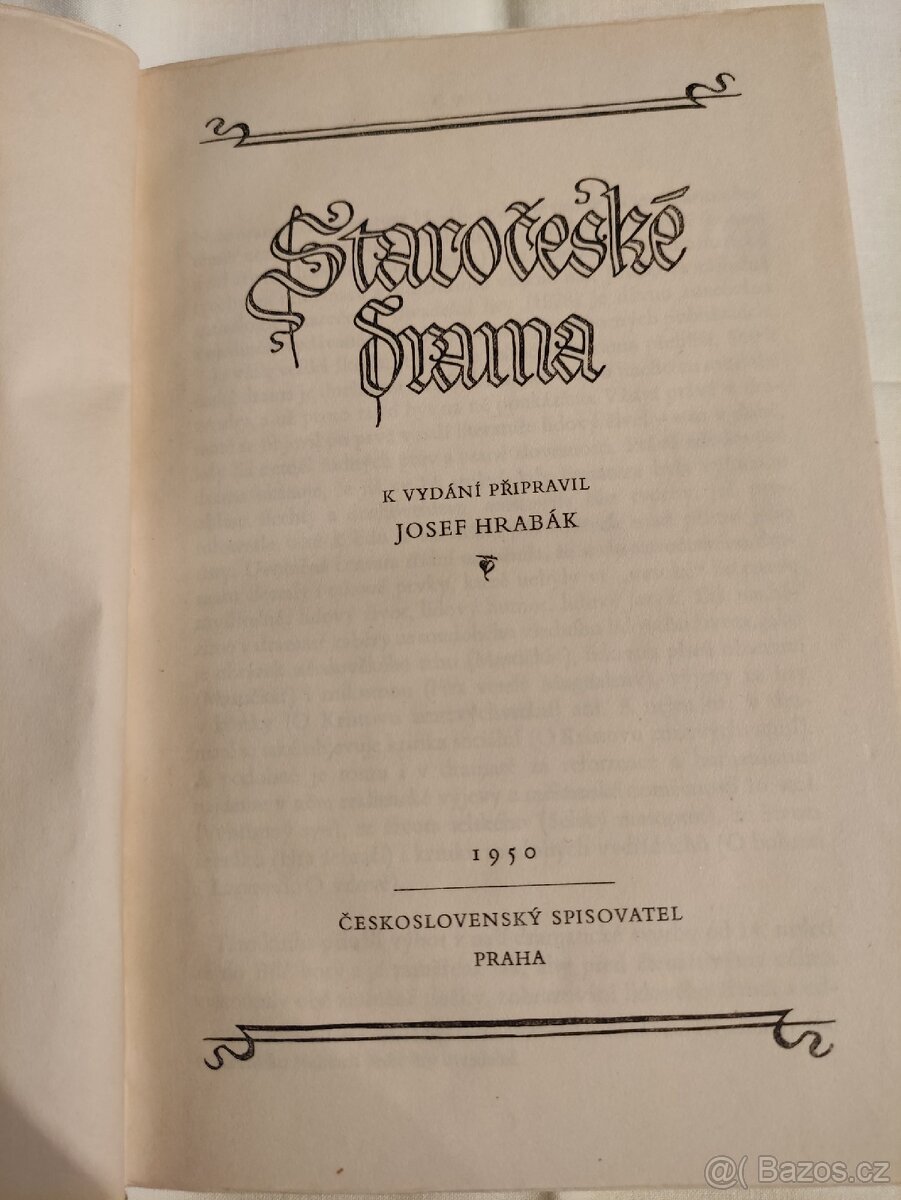 Staročeské
drama
K VYDÁNÍ PŘIPRAVIL
JOSEF HRABÁK
1950
ČESKOSLOVENSKÝ SPISOVATEL
PRAHA
@( Bazos.cz